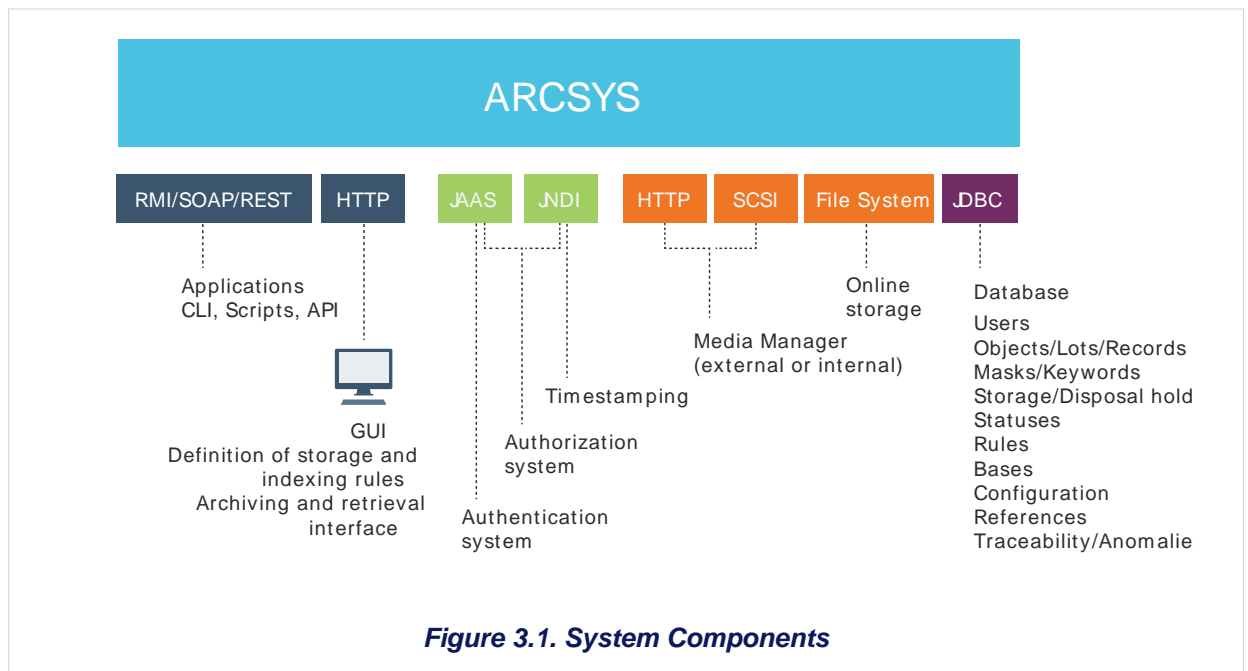 ARCSYS
RMI/SOAP/REST
HTTP
JAAS
JNDI
HTTP
SCSI
File System
JDBC
Applications
CLI, Scripts, API
GUI
Definition of storage and
indexing rules
Archiving and retrieval
interface
Authentication
system
Authorization
system
Timestamping
Media Manager
(external or internal)
Online
storage
Database
Users
Objects/Lots/Records
Masks/Keywords
Storage/Disposal hold
Statuses
Rules
Bases
Configuration
References
Traceability/Anomalie
Figure 3.1. System Components